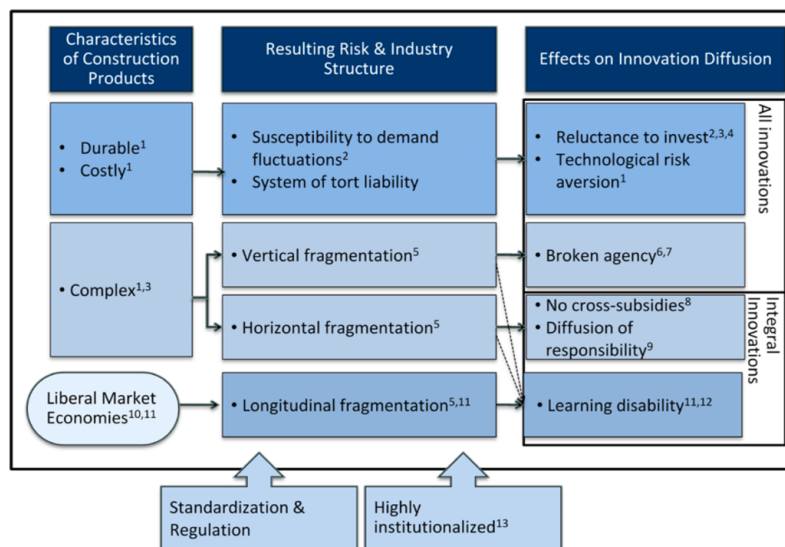 Characteristics
of Construction
Products
Resulting Risk & Industry
Structure
Effects on Innovation Diffusion
• Durable¹
• Costly¹
• Susceptibility to demand
fluctuations²
• System of tort liability
• Reluctance to invest²,³,⁴
• Technological risk
aversion¹
All innovations
• Complex¹,³
• Vertical fragmentation⁵
• Broken agency⁶,⁷
• Horizontal fragmentation⁵
• No cross-subsidies⁸
• Diffusion of
responsibility⁹
Integral
Innovations
Liberal Market
Economies¹⁰,¹¹
• Longitudinal fragmentation⁵,¹¹
• Learning disability¹¹,¹²
Standardization &
Regulation
Highly
institutionalized¹³